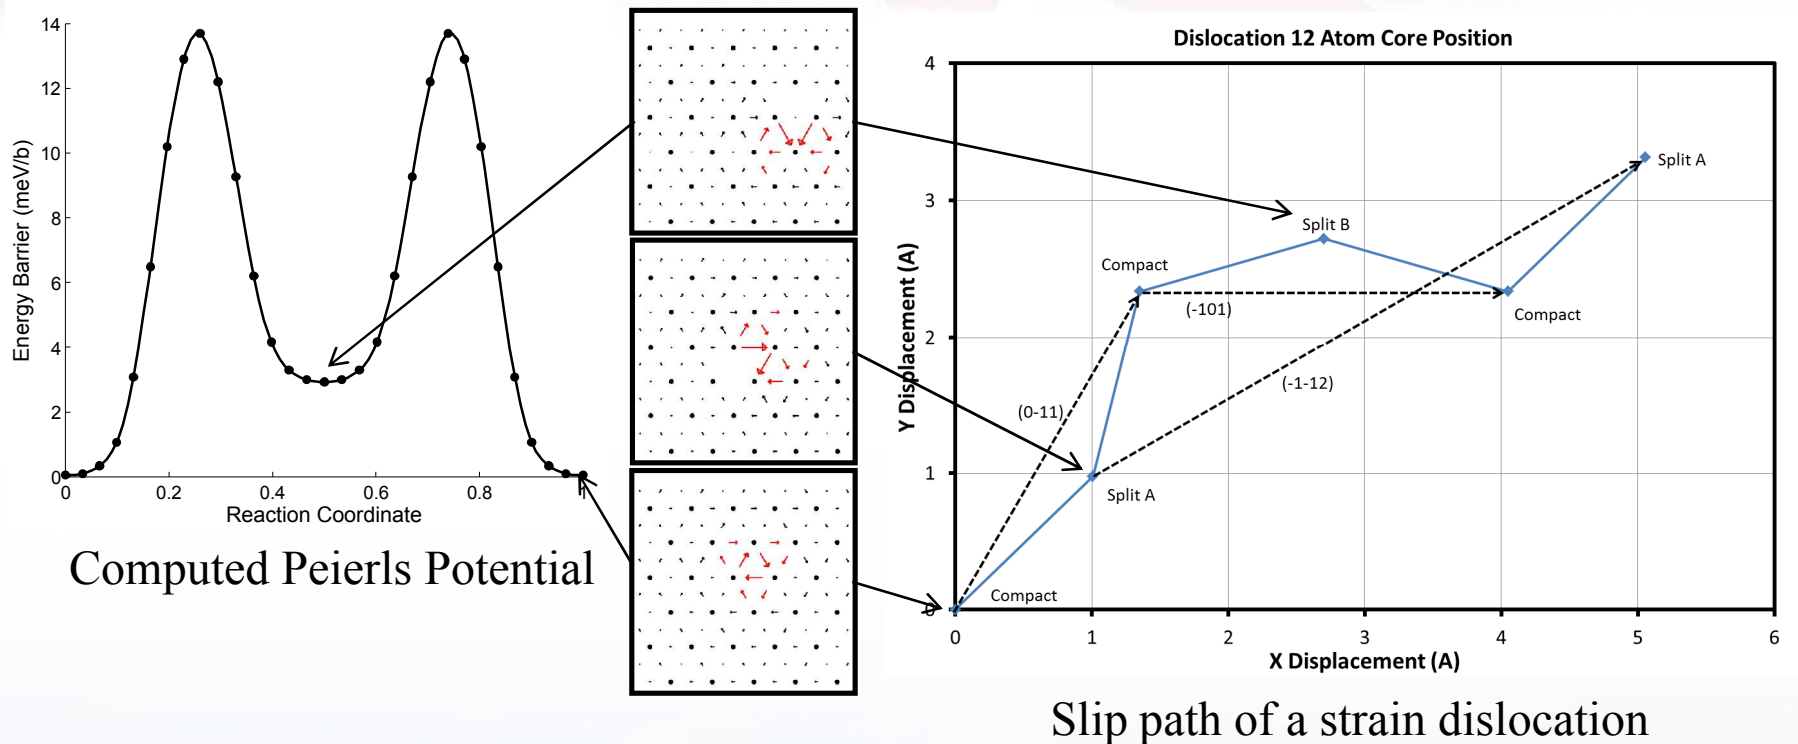 14
12
10
8
6
4
2
0
Energy Barrier (meV/b)
0
0.2
0.4
0.6
0.8
1
Reaction Coordinate
Computed Peierls Potential
Dislocation 12 Atom Core Position
4
3
2
1
0
Y Displacement (A)
Split A
Split B
Compact
(-101)
Compact
(-1-12)
(0-11)
Split A
Compact
0
1
2
3
4
5
6
X Displacement (A)
Slip path of a strain dislocation